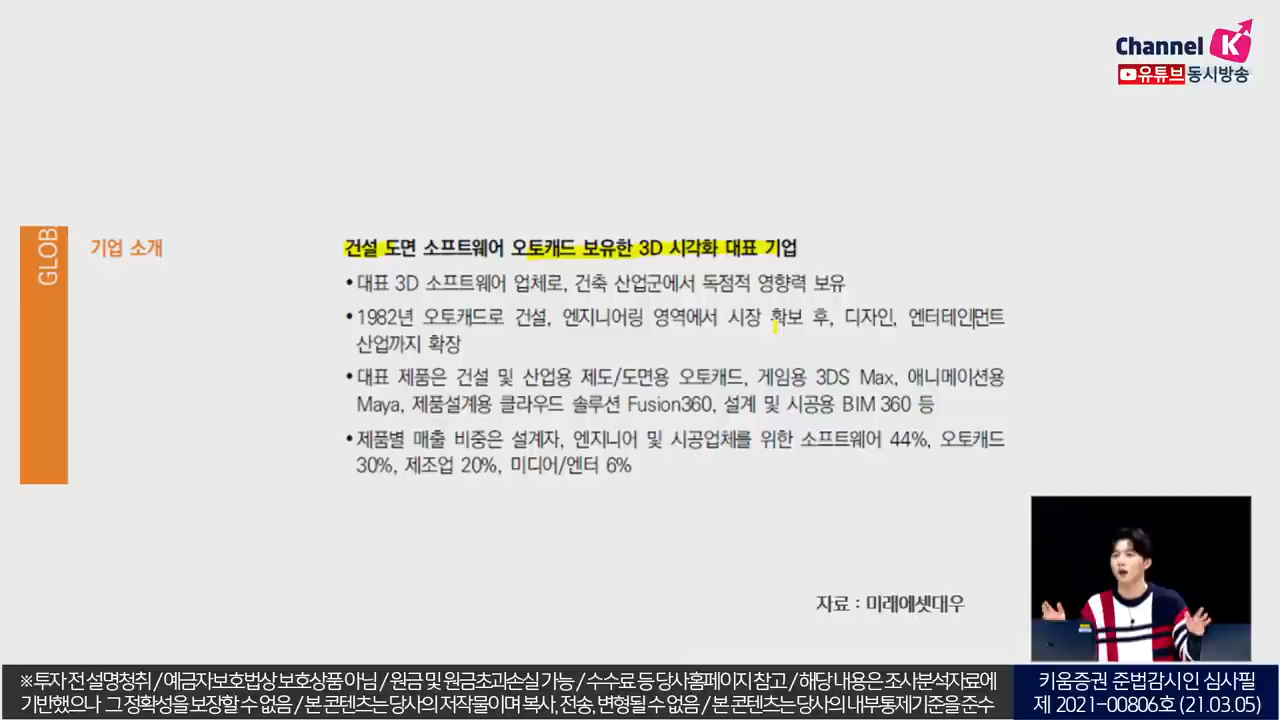 Channel K
유튜브 동시방송
GLOB
기업 소개
건설 도면 소프트웨어 오토캐드 보유한 3D 시각화 대표 기업
•대표 3D 소프트웨어 업체로, 건축 산업군에서 독점적 영향력 보유
•1982년 오토캐드로 건설, 엔지니어링 영역에서 시장 확보 후, 디자인, 엔터테인먼트
산업까지 확장
•대표 제품은 건설 및 산업용 제도/도면용 오토캐드, 게임용 3DS Max, 애니메이션용
Maya, 제품설계용 클라우드 솔루션 Fusion360, 설계 및 시공용 BIM 360 등
•제품별 매출 비중은 설계자, 엔지니어 및 시공업체를 위한 소프트웨어 44%, 오토캐드
30%, 제조업 20%, 미디어/엔터 6%
자료 : 미래에셋대우
※ 투자 전 설명청취 / 예금자보호법상 보호상품 아님 / 원금 및 원금초과손실 가능 / 수수료 등 당사홈페이지 참고 / 해당 내용은 조사분석자료에
기반했으나 그 정확성을 보장할 수 없음 / 본 콘텐츠는 당사의 저작물이며 복사, 전송, 변형될 수 없음 / 본 콘텐츠는 당사의 내부통제기준을 준수
키움증권 준법감시인 심사필
제 2021-00806호 (21.03.05)